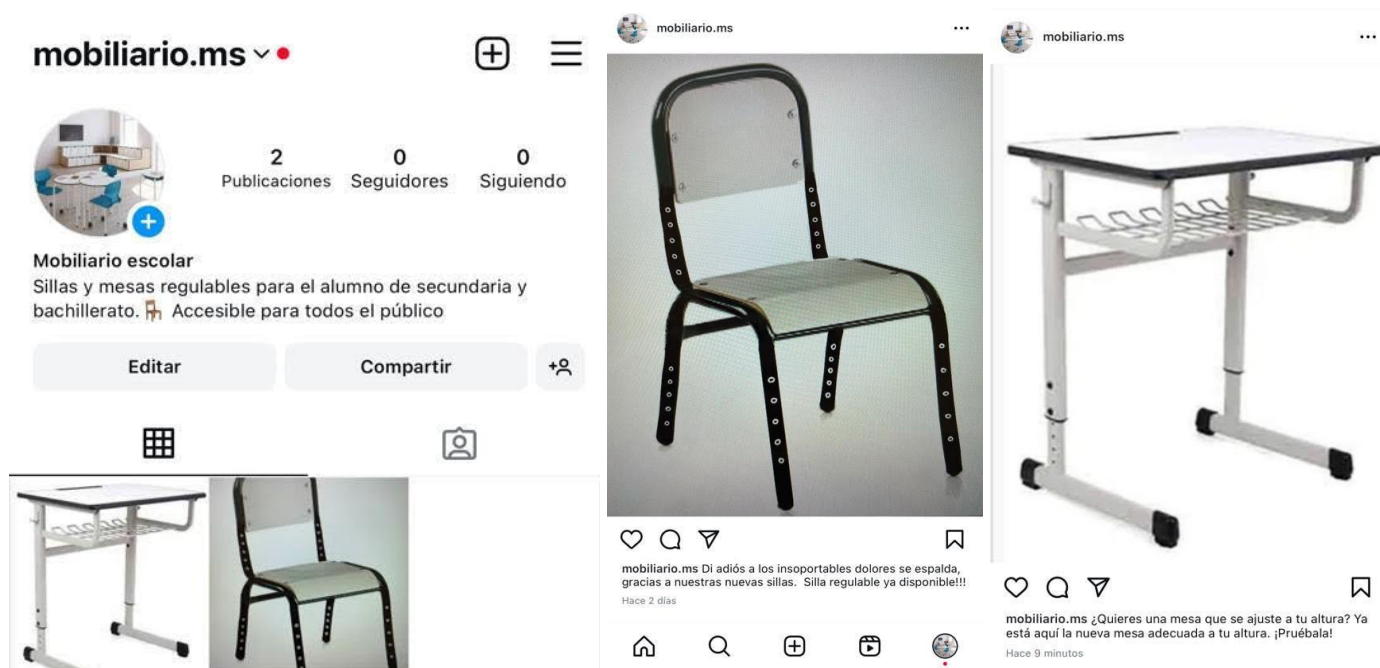 mobiliario.ms
2
Publicaciones
0
Seguidores
0
Siguiendo
Mobiliario escolar
Sillas y mesas regulables para el alumno de secundaria y
bachillerato. 🪑 Accesible para todos el público
Editar
Compartir
mobiliario.ms
mobiliario.ms Di adiós a los insoportables dolores se espalda,
gracias a nuestras nuevas sillas. Silla regulable ya disponible!!!
Hace 2 días
mobiliario.ms
mobiliario.ms ¿Quieres una mesa que se ajuste a tu altura? Ya
está aquí la nueva mesa adecuada a tu altura. ¡Pruébala!
Hace 9 minutos